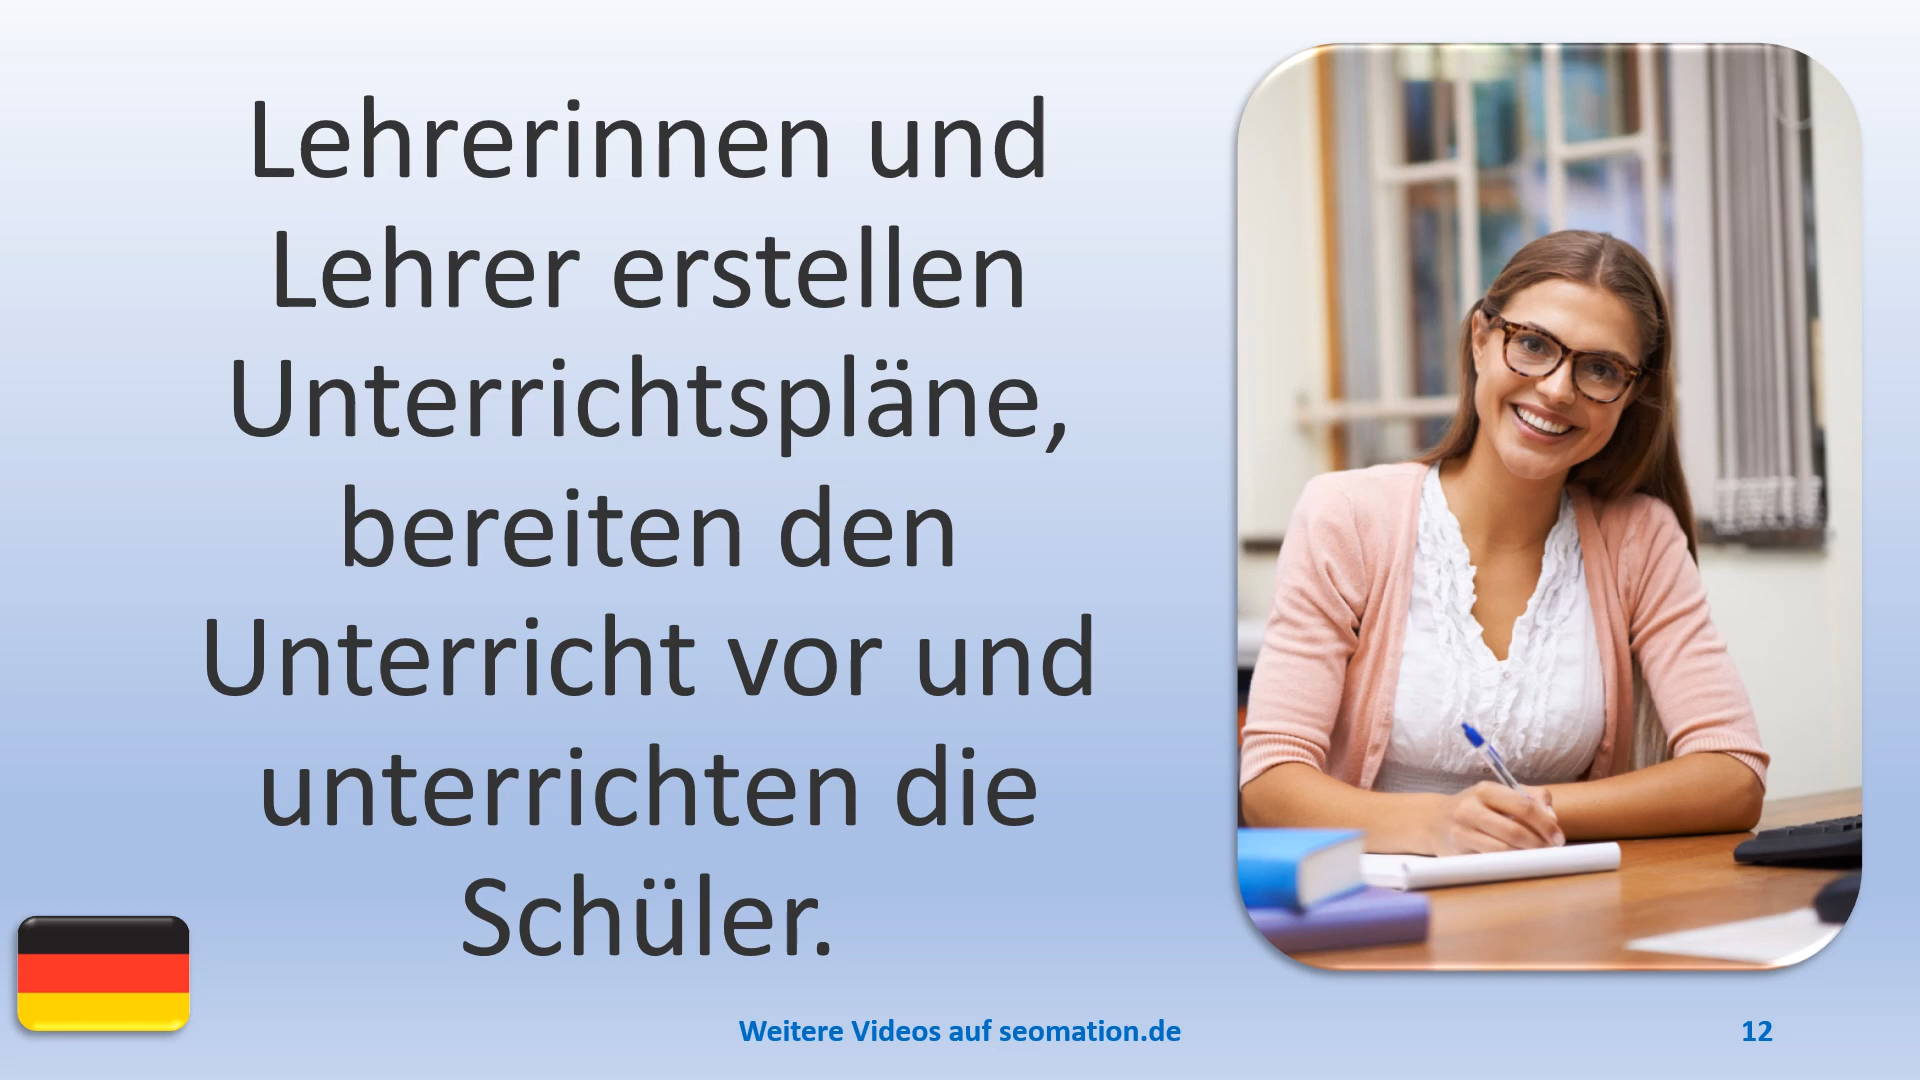 Lehrerinnen und
Lehrer erstellen
Unterrichtspläne,
bereiten den
Unterricht vor und
unterrichten die
Schüler.
Weitere Videos auf seomation.de
12